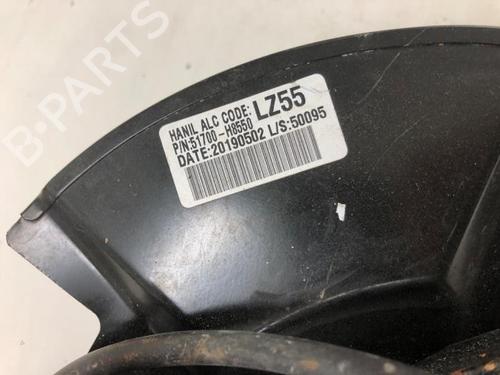 HANIL ALC CODE: LZ55
P/N:51700-H8550
DATE:20190502 L/S:50095
B-Parts